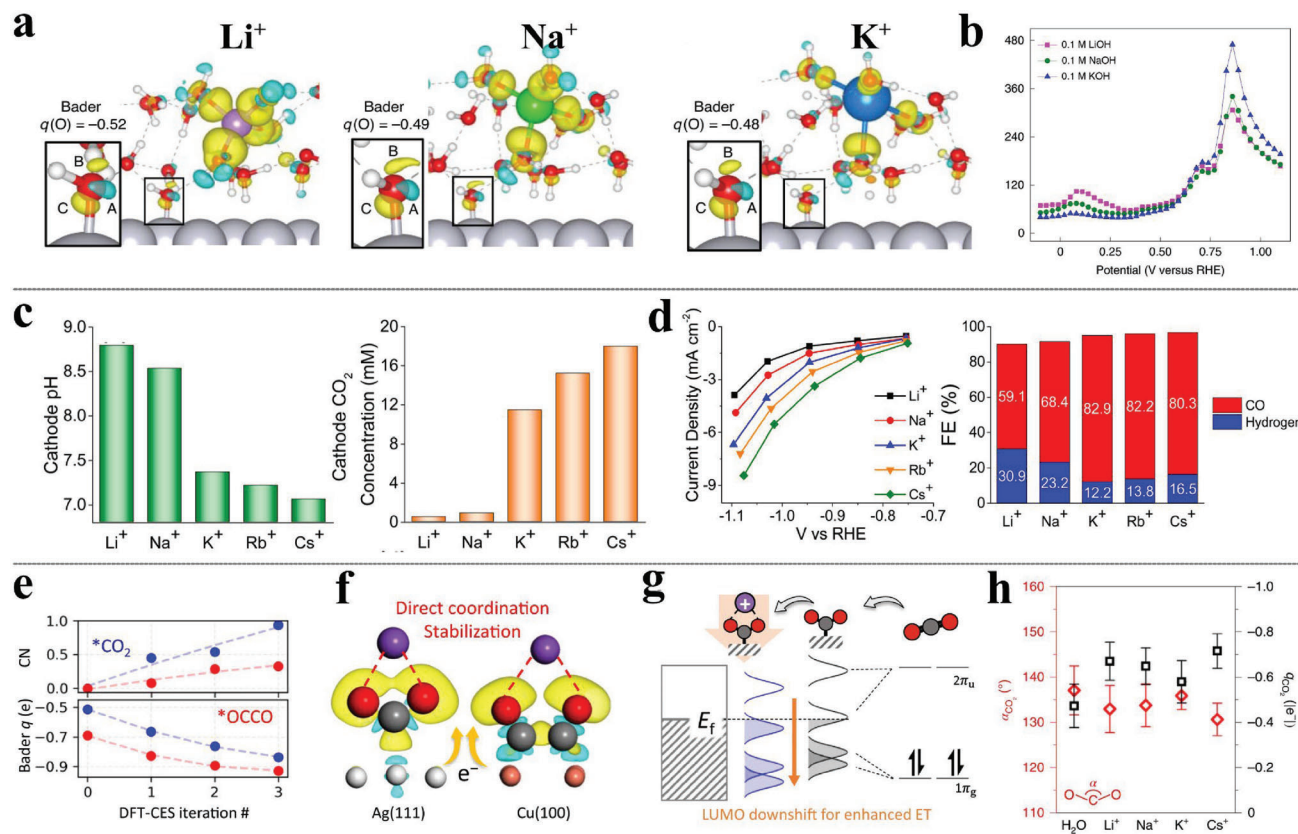 a
Li⁺
Na⁺
K⁺
Bader
q(O) = −0.52
B
C
A
Bader
q(O) = −0.49
B
C
A
Bader
q(O) = −0.48
B
C
A
b
480
360
240
120
0
0.1 M LiOH
0.1 M NaOH
0.1 M KOH
0
0.25
0.50
0.75
1.00
Potential (V versus RHE)
c
Cathode pH
9.0
8.5
8.0
7.5
7.0
Li⁺
Na⁺
K⁺
Rb⁺
Cs⁺
Cathode CO₂
Concentration (mM)
20
16
12
8
4
0
Li⁺
Na⁺
K⁺
Rb⁺
Cs⁺
d
Current Density (mA cm⁻²)
0
-3
-6
-9
Li⁺
Na⁺
K⁺
Rb⁺
Cs⁺
-1.1
-1.0
-0.9
-0.8
-0.7
V vs RHE
FE (%)
100
80
60
40
20
0
59.1
68.4
82.9
82.2
80.3
30.9
23.2
12.2
13.8
16.5
Li⁺
Na⁺
K⁺
Rb⁺
Cs⁺
CO
Hydrogen
e
CN
1.0
0.5
0.0
*CO₂
Bader q (e)
−0.5
−0.7
−0.9
*OCCO
0
1
2
3
DFT-CES iteration #
f
Direct coordination
Stabilization
e⁻
Ag(111)
Cu(100)
g
+
E_f
2π_u
1π_g
LUMO downshift for enhanced ET
h
α_CO₂ (°)
160
150
140
130
120
110
q_CO₂ (|e⁻|)
−1.0
−0.8
−0.6
−0.4
−0.2
0
α
O
C
O
H₂O
Li⁺
Na⁺
K⁺
Cs⁺